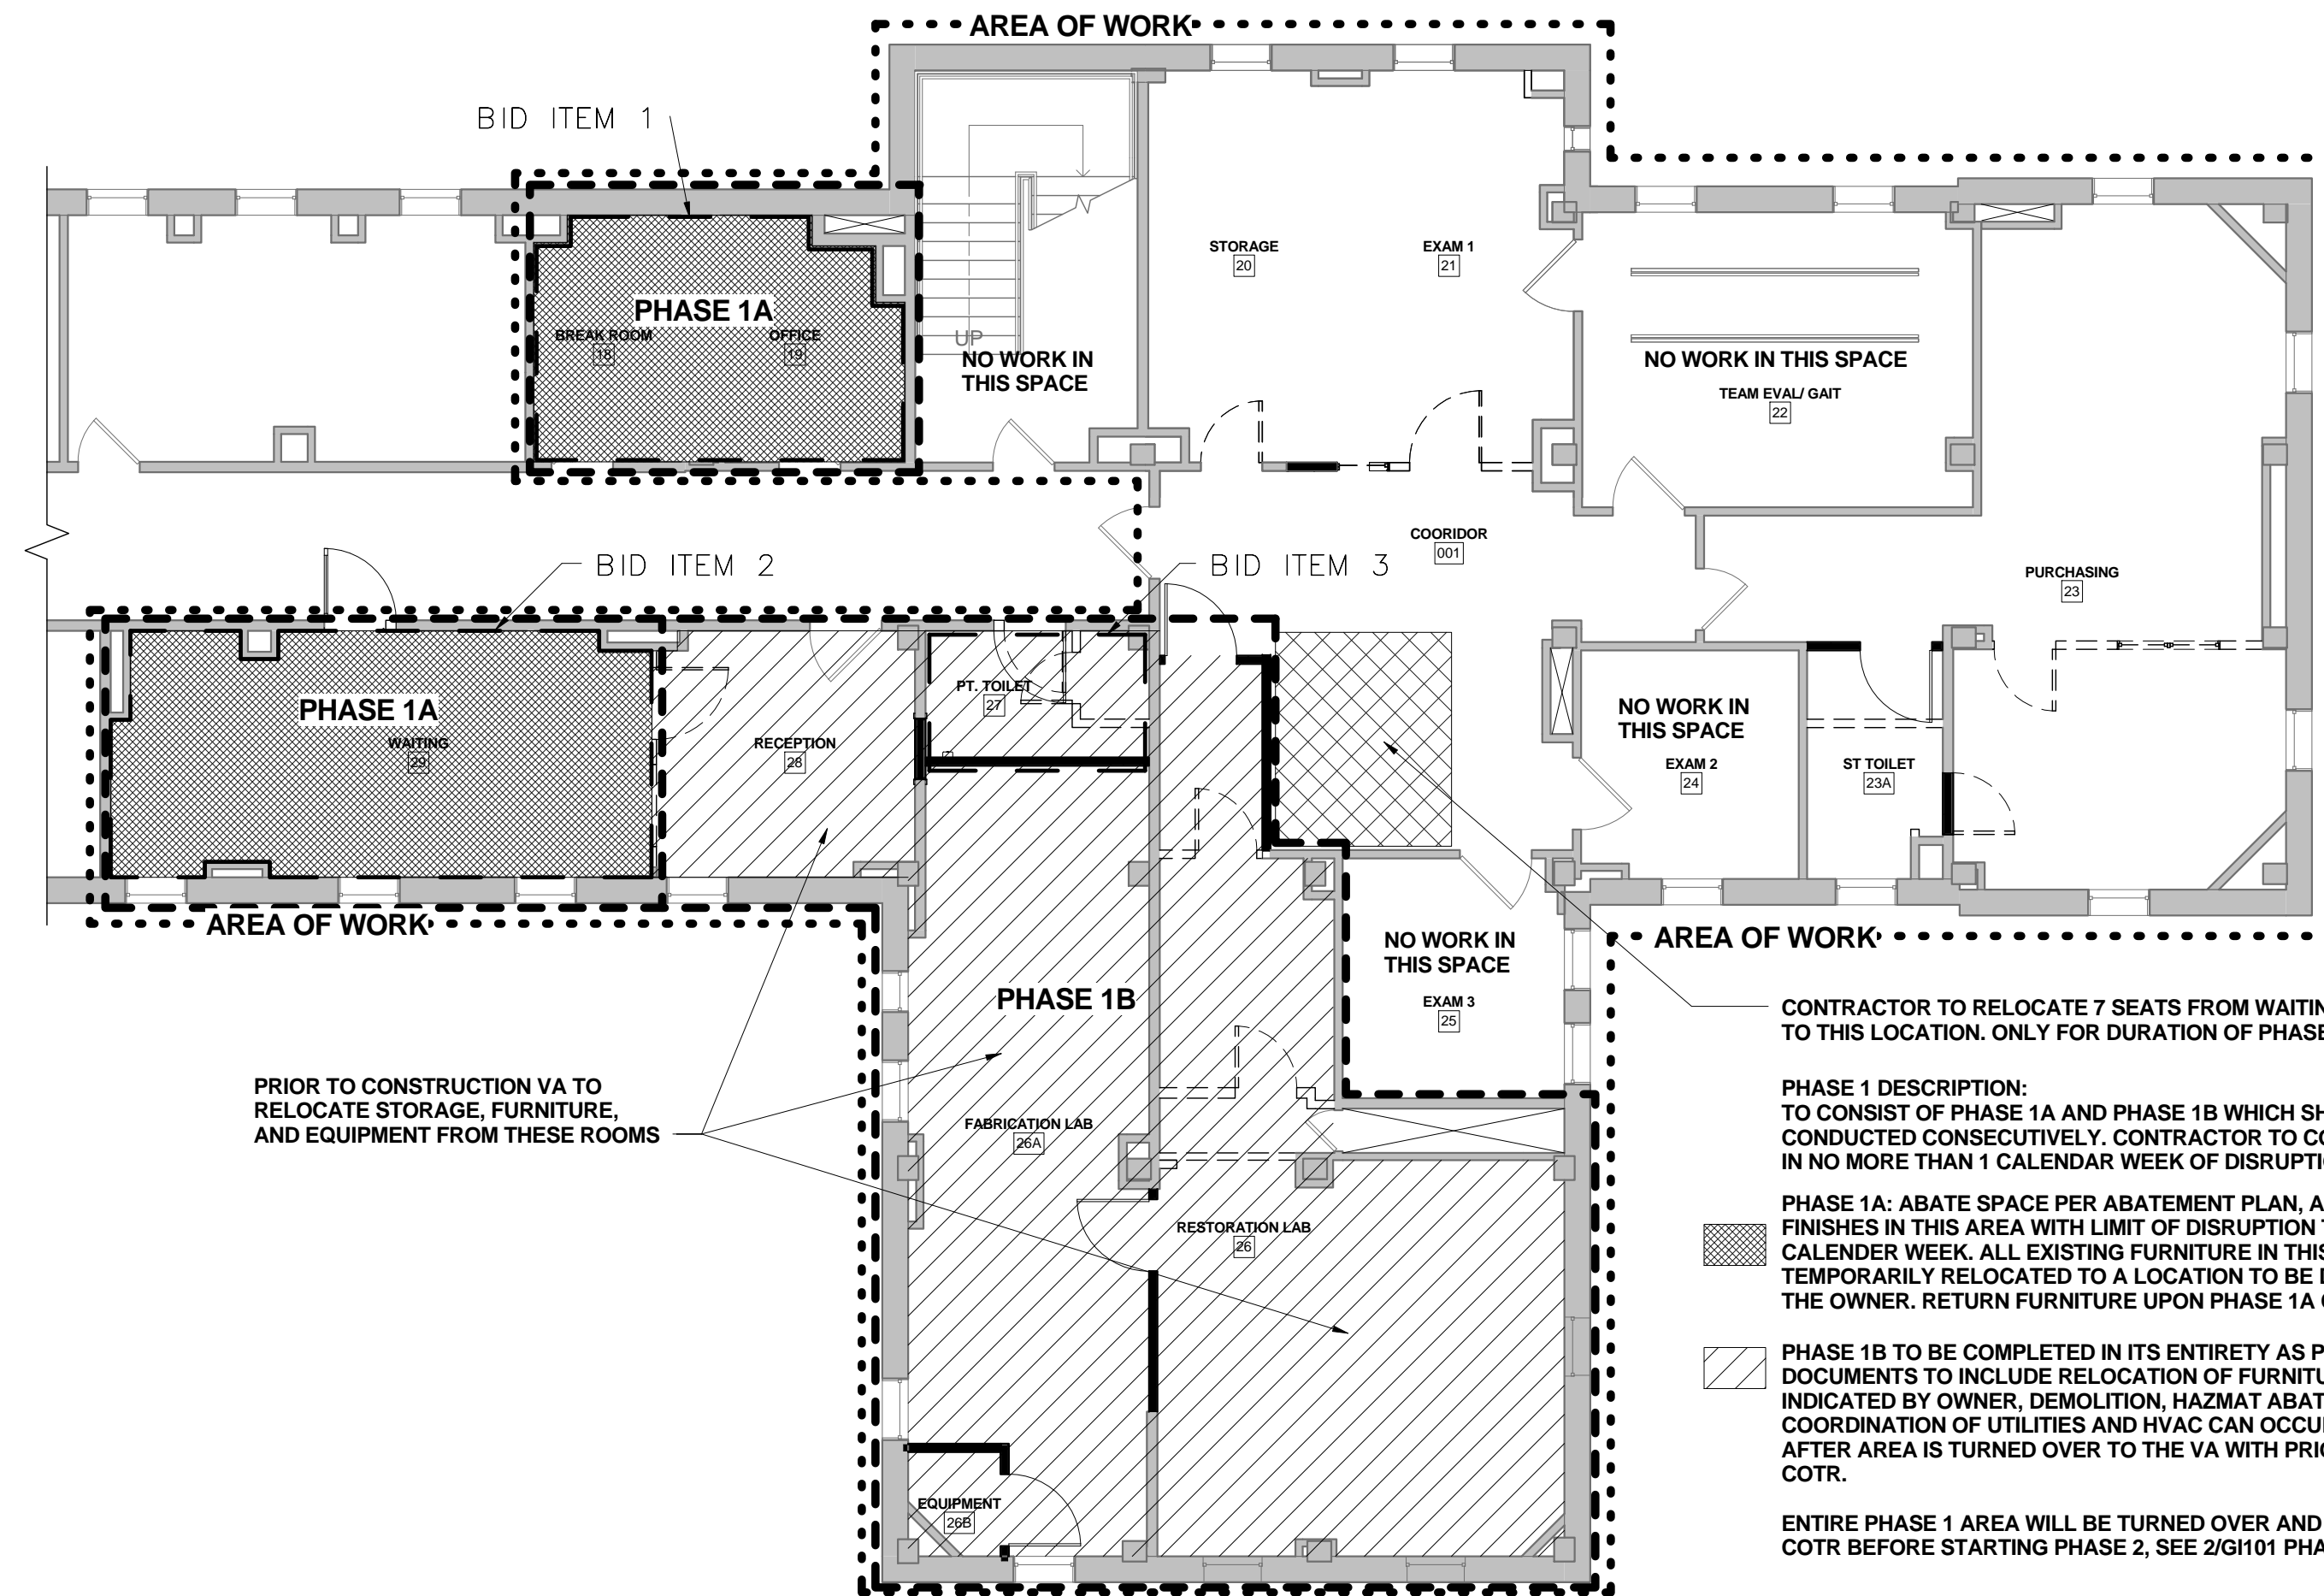 AREA OF WORK
BID ITEM 1
STORAGE
20
EXAM 1
21
PHASE 1A
BREAK ROOM
18
OFFICE
19
UP
NO WORK IN
THIS SPACE
NO WORK IN THIS SPACE
TEAM EVAL/ GAIT
22
COORIDOR
001
BID ITEM 2
BID ITEM 3
PURCHASING
23
PHASE 1A
WAITING
29
RECEPTION
28
PT. TOILET
27
NO WORK IN
THIS SPACE
EXAM 2
24
ST TOILET
23A
AREA OF WORK
AREA OF WORK
NO WORK IN
THIS SPACE
EXAM 3
25
PHASE 1B
PRIOR TO CONSTRUCTION VA TO
RELOCATE STORAGE, FURNITURE,
AND EQUIPMENT FROM THESE ROOMS
FABRICATION LAB
26A
RESTORATION LAB
26
EQUIPMENT
26B
CONTRACTOR TO RELOCATE 7 SEATS FROM
TO THIS LOCATION. ONLY FOR DURATION OF PHASE
PHASE 1 DESCRIPTION:
TO CONSIST OF PHASE 1A AND PHASE 1B WHICH
CONDUCTED CONSECUTIVELY. CONTRACTOR TO
IN NO MORE THAN 1 CALENDAR WEEK OF
PHASE 1A: ABATE SPACE PER ABATEMENT PLAN,
FINISHES IN THIS AREA WITH LIMIT OF DISRUPTION
CALENDER WEEK. ALL EXISTING FURNITURE IN
TEMPORARILY RELOCATED TO A LOCATION TO BE
THE OWNER. RETURN FURNITURE UPON PHASE 1A
PHASE 1B TO BE COMPLETED IN ITS ENTIRETY AS
DOCUMENTS TO INCLUDE RELOCATION OF
INDICATED BY OWNER, DEMOLITION, HAZMAT
COORDINATION OF UTILITIES AND HVAC CAN
AFTER AREA IS TURNED OVER TO THE VA WITH
COTR.
ENTIRE PHASE 1 AREA WILL BE TURNED OVER AND
COTR BEFORE STARTING PHASE 2, SEE 2/GI101